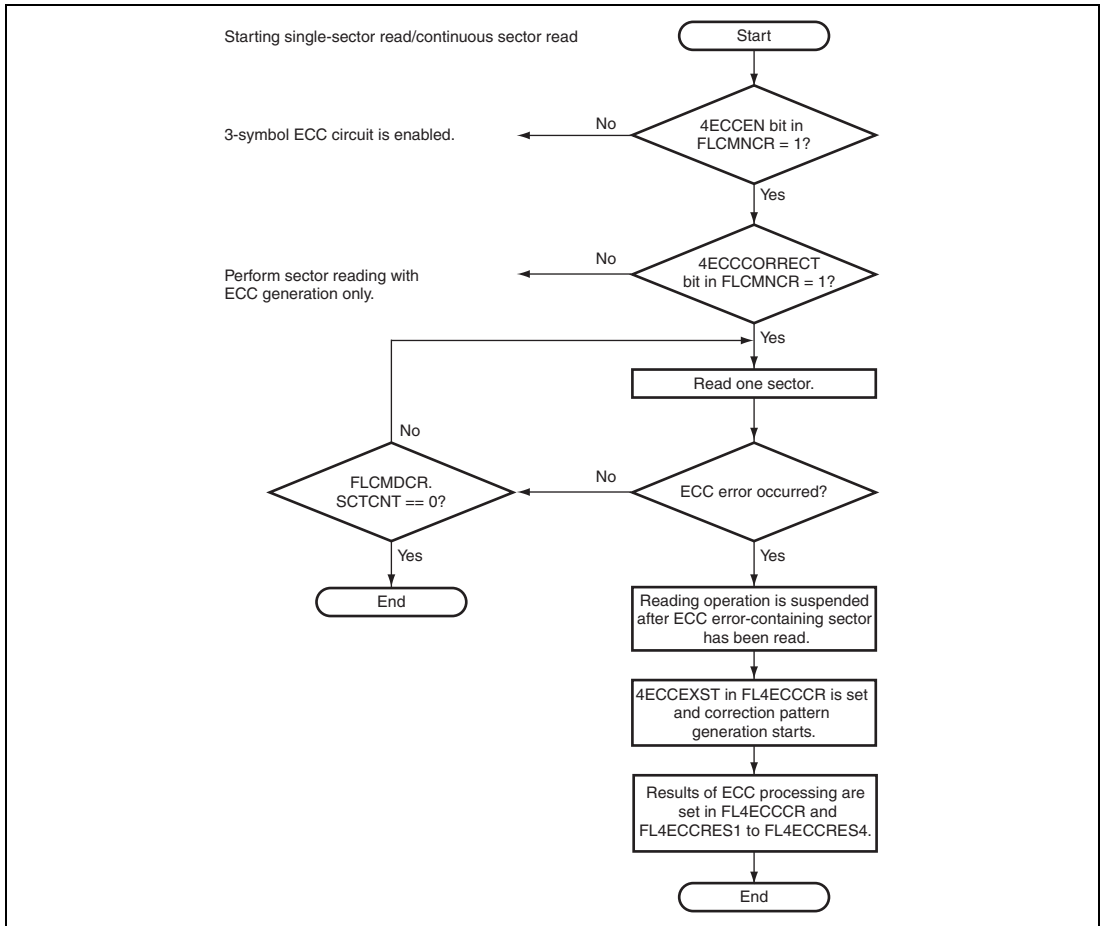 Starting single-sector read/continuous sector read
Start
3-symbol ECC circuit is enabled.
No
4ECCEN bit in
FLCMNCR = 1?
Yes
Perform sector reading with
ECC generation only.
No
4ECCCORRECT
bit in FLCMNCR = 1?
Yes
Read one sector.
No
FLCMDCR.
SCTCNT == 0?
No
ECC error occurred?
Yes
Yes
End
Reading operation is suspended
after ECC error-containing sector
has been read.
4ECCEXST in FL4ECCCR is set
and correction pattern
generation starts.
Results of ECC processing are
set in FL4ECCCR and
FL4ECCRES1 to FL4ECCRES4.
End